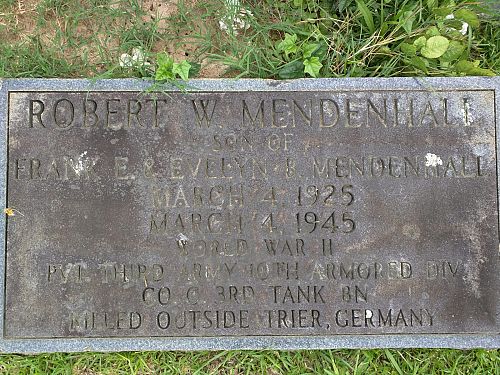 ROBERT W. MENDENHALL
SON OF
FRANK E. & EVELYN R. MENDENHALL
MARCH 4, 1925
MARCH 4, 1945
WORLD WAR II
PVT. THIRD ARMY 10TH ARMORED DIV.
CO C 3RD TANK BN
KILLED OUTSIDE TRIER, GERMANY